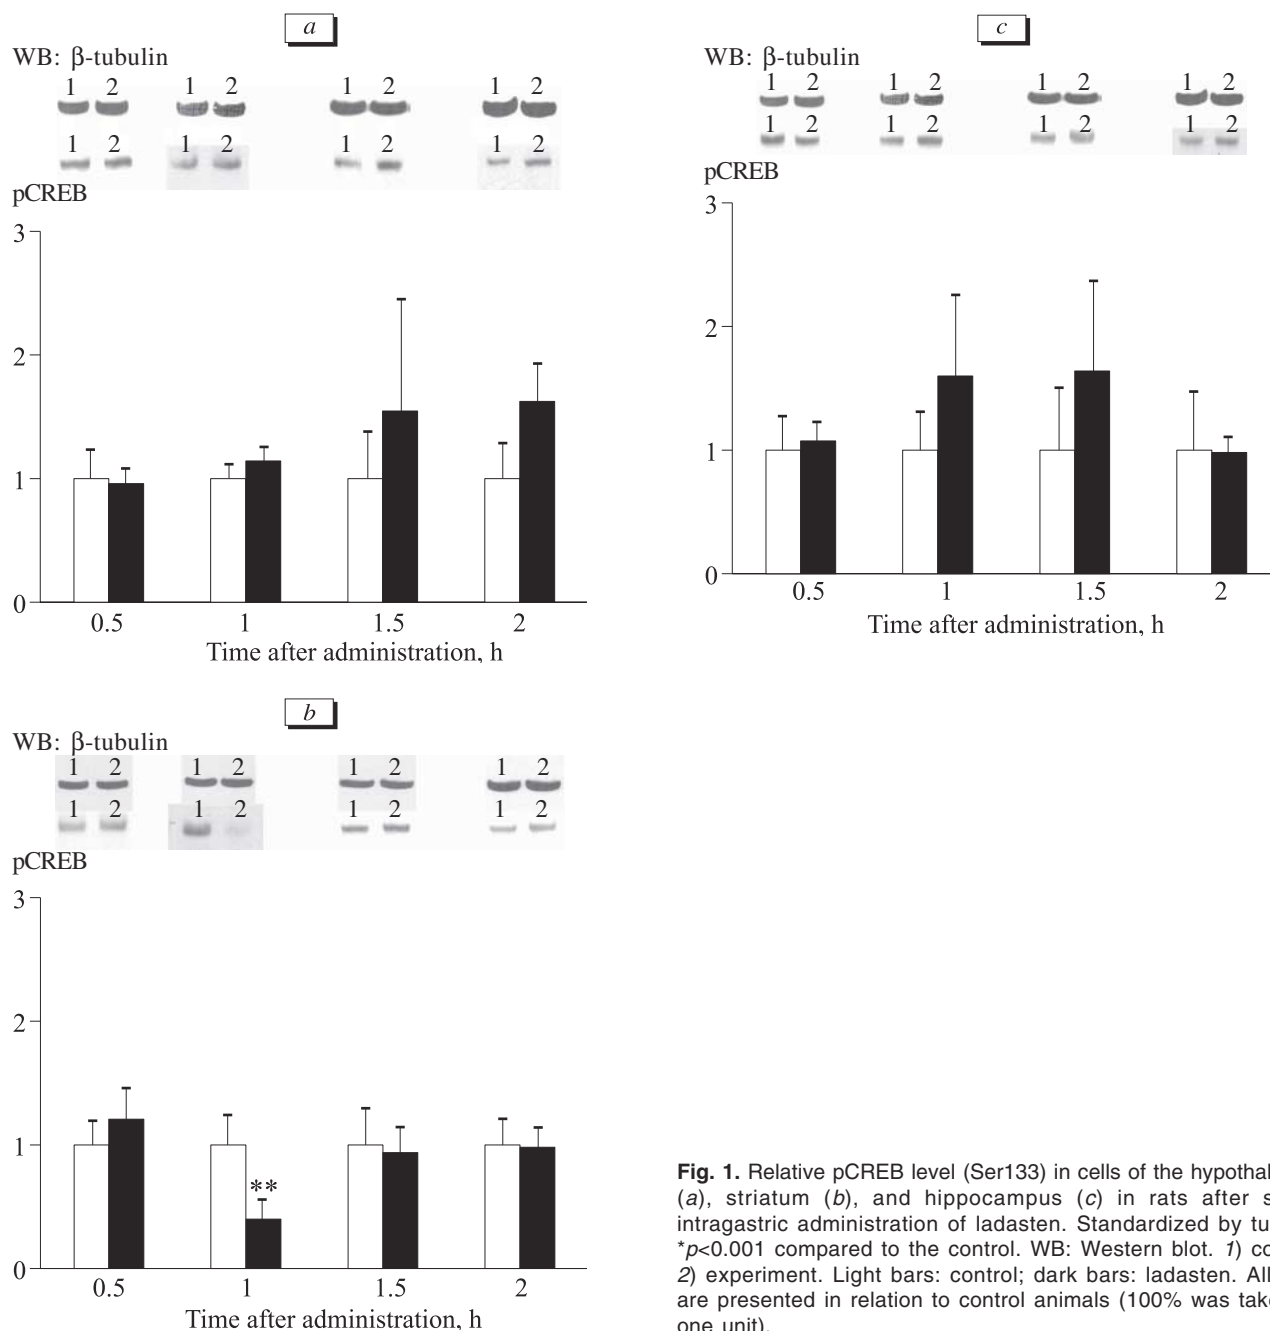 a
WB: β-tubulin
1 2 1 2 1 2 1 2
1 2 1 2 1 2 1 2
pCREB
3
2
1
0
0.5 1 1.5 2
Time after administration, h
c
WB: β-tubulin
1 2 1 2 1 2 1 2
1 2 1 2 1 2 1 2
pCREB
3
2
1
0
0.5 1 1.5 2
Time after administration, h
b
WB: β-tubulin
1 2 1 2 1 2 1 2
1 2 1 2 1 2 1 2
pCREB
3
2
1
0
**
0.5 1 1.5 2
Time after administration, h
Fig. 1. Relative pCREB level (Ser133) in cells of the
(a), striatum (b), and hippocampus (c) in rats after
intragastric administration of ladasten. Standardized by
*p<0.001 compared to the control. WB: Western blot. 1)
2) experiment. Light bars: control; dark bars: ladasten. All
are presented in relation to control animals (100% was
one unit).